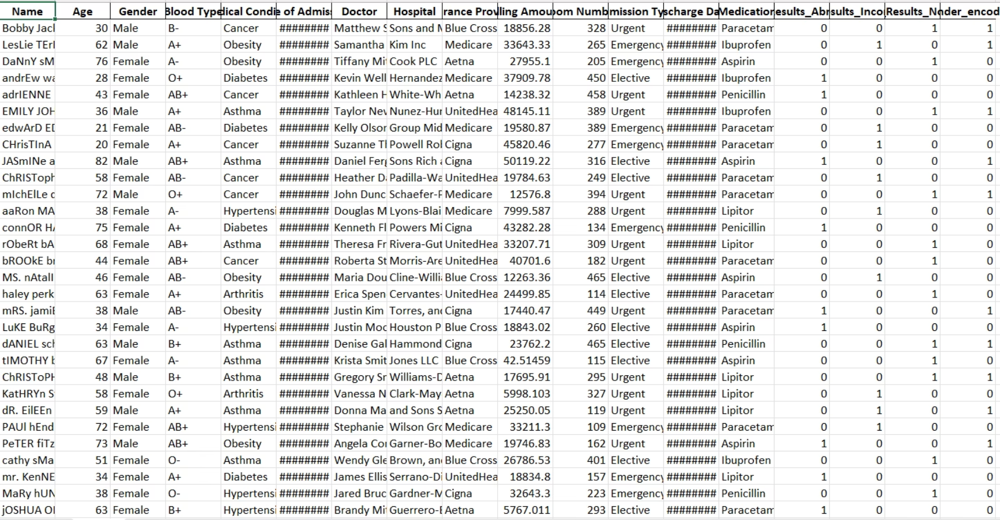 Name Age Gender Blood Type dical Condi e of Admis Doctor Hospital rance Prov lling Amou om Numb mission Ty scharge Da Medication esults_Abr sults_Inco Results_No nder_encod
Bobby Jacl 30 Male B- Cancer ######## Matthew S Sons and M Blue Cross 18856.28 328 Urgent ######## Paracetam 0 0 1 1
LesLie TErl 62 Male A+ Obesity ######## Samantha Kim Inc Medicare 33643.33 265 Emergency ######## Ibuprofen 0 1 0 1
DaNnY sM 76 Female A- Obesity ######## Tiffany Mit Cook PLC Aetna 27955.1 205 Emergency ######## Aspirin 0 0 1 0
andrEw wa 28 Female O+ Diabetes ######## Kevin Well Hernandez Medicare 37909.78 450 Elective ######## Ibuprofen 1 0 0 0
adrIENNE 43 Female AB+ Cancer ######## Kathleen H White-Wh Aetna 14238.32 458 Urgent ######## Penicillin 1 0 0 0
EMILY JOH 36 Male A+ Asthma ######## Taylor Nev Nunez-Hur UnitedHea 48145.11 389 Urgent ######## Ibuprofen 0 0 1 1
edwArD ED 21 Female AB- Diabetes ######## Kelly Olsor Group Mid Medicare 19580.87 389 Emergency ######## Paracetam 0 1 0 0
CHrisTInA 20 Female A+ Cancer ######## Suzanne Tl Powell Rol Cigna 45820.46 277 Emergency ######## Paracetam 0 1 0 0
JASmINe a 82 Male AB+ Asthma ######## Daniel Ferg Sons Rich a Cigna 50119.22 316 Elective ######## Aspirin 1 0 0 1
ChRISToph 58 Female AB- Cancer ######## Heather Da Padilla-Wa UnitedHea 19784.63 249 Elective ######## Paracetam 0 1 0 0
mIchElLe d 72 Male O+ Cancer ######## John Dunc Schaefer-P Medicare 12576.8 394 Urgent ######## Paracetam 0 0 1 1
aaRon MA 38 Female A- Hypertensi ######## Douglas M Lyons-Blai Medicare 7999.587 288 Urgent ######## Lipitor 0 1 0 0
connOR HA 75 Female A+ Diabetes ######## Kenneth Fl Powers Mi Cigna 43282.28 134 Emergency ######## Penicillin 1 0 0 0
rObeRt bA 68 Female AB+ Asthma ######## Theresa Fr Rivera-Gut UnitedHea 33207.71 309 Urgent ######## Lipitor 0 0 1 0
bROOkE br 44 Female AB+ Cancer ######## Roberta St Morris-Are UnitedHea 40701.6 182 Urgent ######## Paracetam 0 0 1 0
MS. nAtalI 46 Female AB- Obesity ######## Maria Dou Cline-Willi Blue Cross 12263.36 465 Elective ######## Aspirin 0 1 0 0
haley perk 63 Female A+ Arthritis ######## Erica Spen Cervantes- UnitedHea 24499.85 114 Elective ######## Paracetam 0 0 1 0
mRS. jamiE 38 Male AB- Obesity ######## Justin Kim Torres, and Cigna 17440.47 449 Urgent ######## Paracetam 1 0 0 1
LuKE BuRg 34 Female A- Hypertensi ######## Justin Moc Houston P Blue Cross 18843.02 260 Elective ######## Aspirin 1 0 0 0
dANIEL sch 63 Male B+ Asthma ######## Denise Gal Hammond Cigna 23762.2 465 Elective ######## Penicillin 0 0 1 1
tIMOTHY b 67 Female A- Asthma ######## Krista Smit Jones LLC Blue Cross 42.51459 115 Elective ######## Aspirin 0 0 1 0
ChRISToPH 48 Male B+ Asthma ######## Gregory Sr Williams-D Aetna 17695.91 295 Urgent ######## Lipitor 0 0 1 1
KatHRYn S 58 Female O+ Arthritis ######## Vanessa N Clark-May Aetna 5998.103 327 Urgent ######## Lipitor 0 1 0 0
dR. EilEEn 59 Male A+ Asthma ######## Donna Ma and Sons S Aetna 25250.05 119 Urgent ######## Lipitor 0 1 0 1
PAUl hEnd 72 Female AB+ Hypertensi ######## Stephanie Wilson Gro Medicare 33211.3 109 Emergency ######## Paracetam 0 1 0 0
PeTER fiTz 73 Male AB+ Obesity ######## Angela Cor Garner-Bo Medicare 19746.83 162 Urgent ######## Aspirin 1 0 0 1
cathy sMa 51 Female O- Asthma ######## Wendy Gle Brown, and Blue Cross 26786.53 401 Elective ######## Ibuprofen 0 0 1 0
mr. KenNE 34 Female A+ Diabetes ######## James Ellis Serrano-Di UnitedHea 18834.8 157 Emergency ######## Lipitor 1 0 0 0
MaRy hUN 38 Female O- Hypertensi ######## Jared Bruc Gardner-M Cigna 32643.3 223 Emergency ######## Penicillin 0 0 1 0
jOSHUA Ol 63 Female B+ Hypertensi ######## Brandy Mit Guerrero-B Aetna 5767.011 293 Elective ######## Paracetam 1 0 0 0